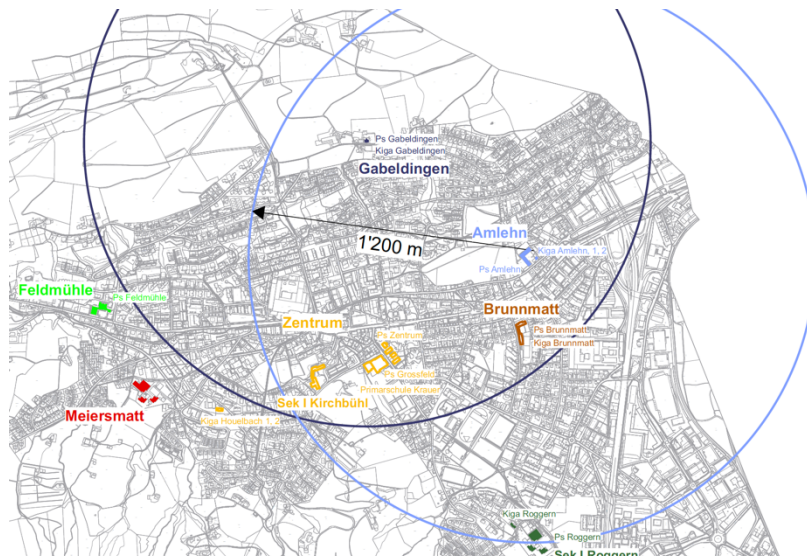 Ps Gabeldingen
Kiga Gabeldingen
Gabeldingen
Amlehn
1'200 m
Kiga Amlehn, 1, 2
Ps Amlehn
Feldmühle
Ps Feldmühle
Brunnmatt
Zentrum
Ps Zentrum
Ps Brunnmatt
Kiga Brunnmatt
Ps Grossfeld
Primarschule Krauer
Sek I Kirchbühl
Meiersmatt
Kiga Houelbach 1, 2
Kiga Roggern
Ps Roggern
Sek I Roggern